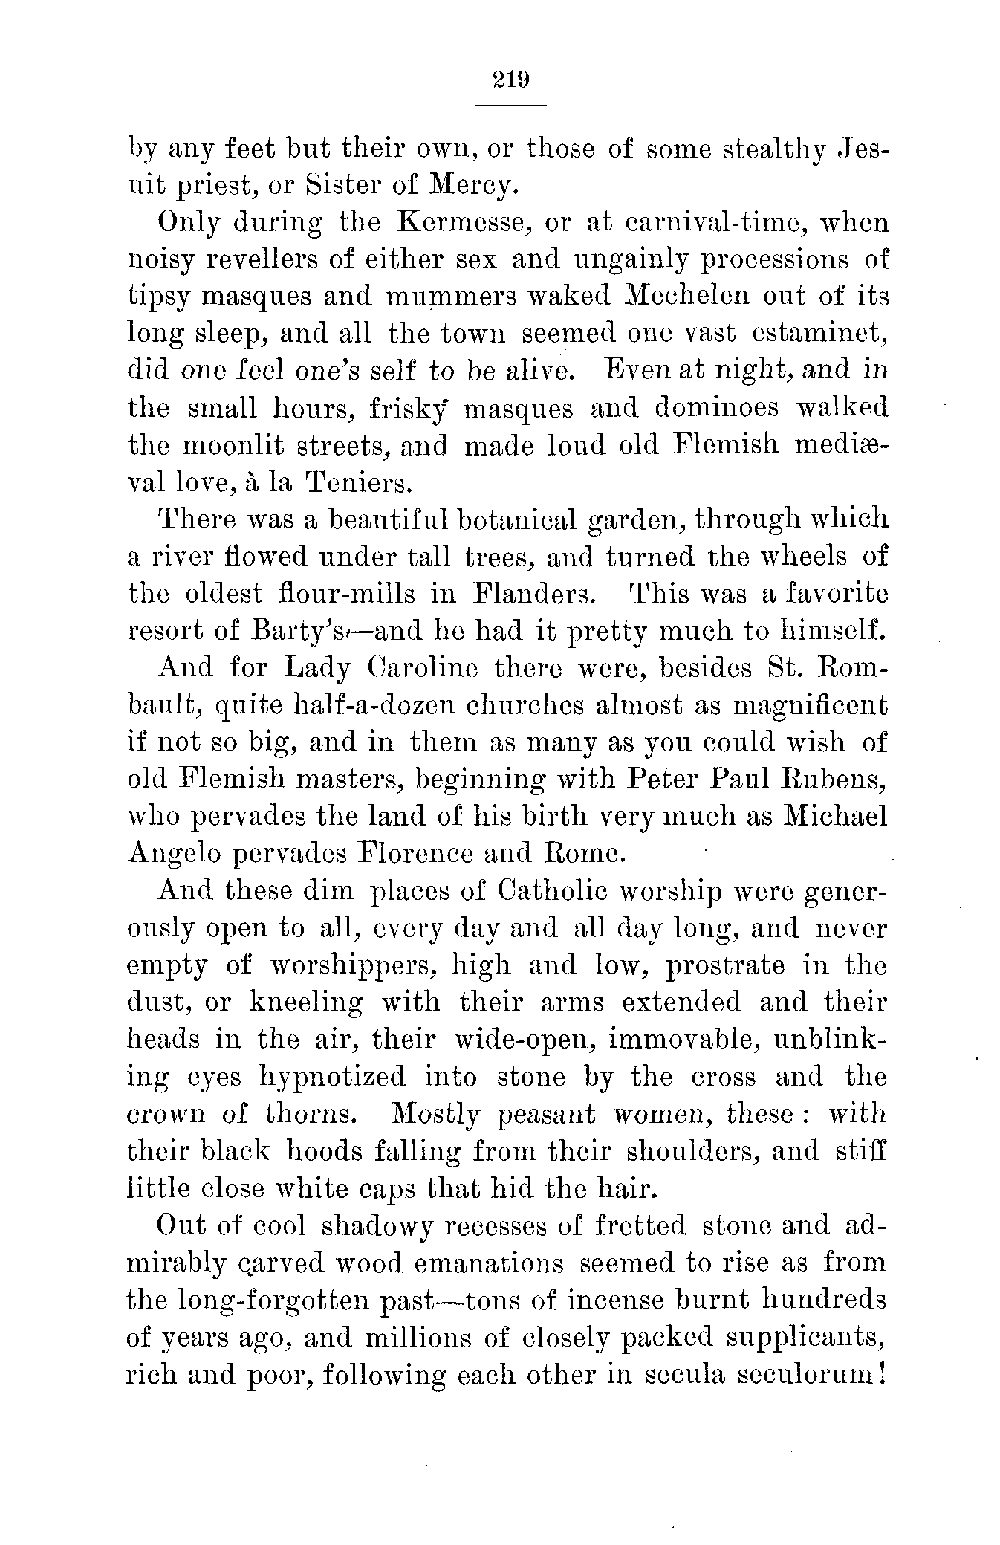 219
by any feet but their own, or those of some stealthy Jes-
uit priest, or Sister of Mercy.
Only during the Kermesse, or at carnival-time, when
noisy revellers of either sex and ungainly processions of
tipsy masques and mummers waked Mechelen out of its
long sleep, and all the town seemed one vast estaminet,
did one feel one's self to be alive. Even at night, and in
the small hours, frisky masques and dominoes walked
the moonlit streets, and made loud old Flemish mediæ-
val love, à la Teniers.
There was a beautiful botanical garden, through which
a river flowed under tall trees, and turned the wheels of
the oldest flour-mills in Flanders. This was a favorite
resort of Barty's—and he had it pretty much to himself.
And for Lady Caroline there were, besides St. Rom-
bault, quite half-a-dozen churches almost as magnificent
if not so big, and in them as many as you could wish of
old Flemish masters, beginning with Peter Paul Rubens,
who pervades the land of his birth very much as Michael
Angelo pervades Florence and Rome.
And these dim places of Catholic worship were gener-
ously open to all, every day and all day long, and never
empty of worshippers, high and low, prostrate in the
dust, or kneeling with their arms extended and their
heads in the air, their wide-open, immovable, unblink-
ing eyes hypnotized into stone by the cross and the
crown of thorns. Mostly peasant women, these: with
their black hoods falling from their shoulders, and stiff
little close white caps that hid the hair.
Out of cool shadowy recesses of fretted stone and ad-
mirably carved wood emanations seemed to rise as from
the long-forgotten past—tons of incense burnt hundreds
of years ago, and millions of closely packed supplicants,
rich and poor, following each other in secula seculorum!